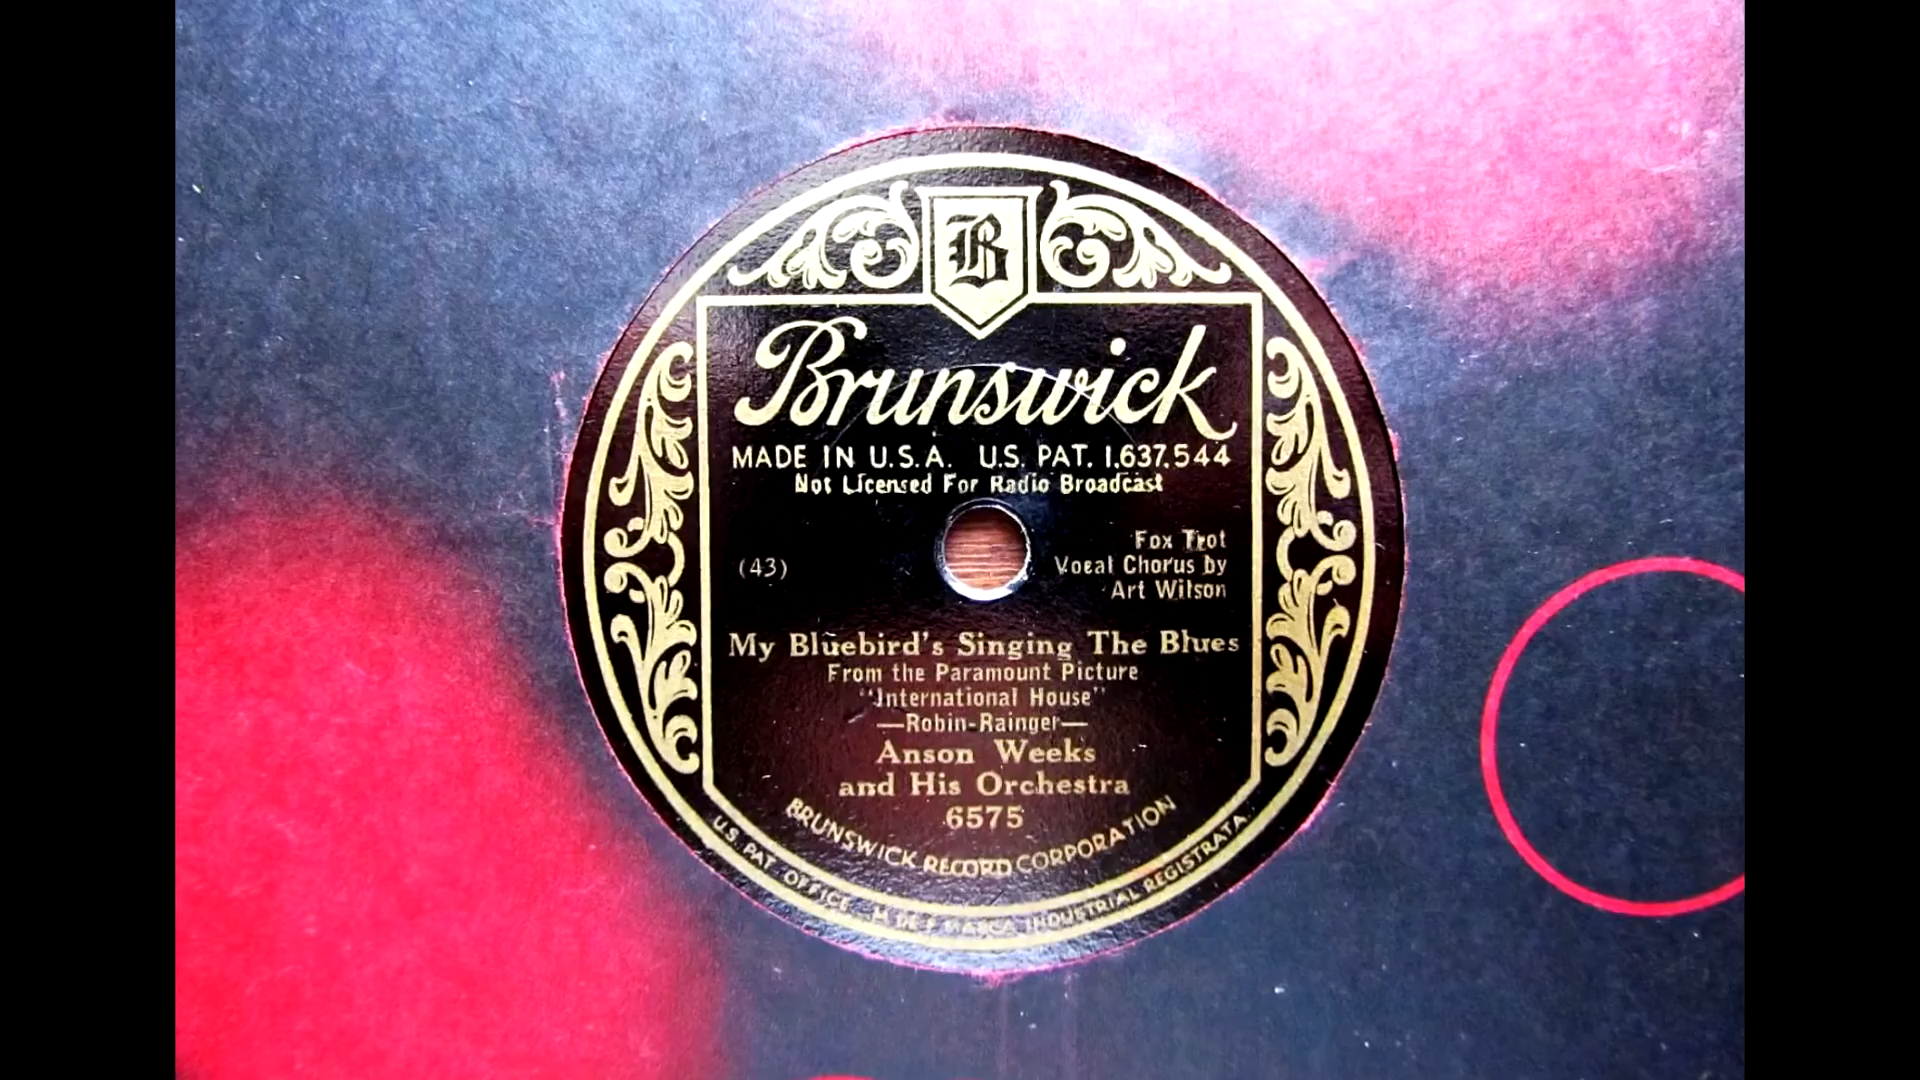 B
Brunswick
MADE IN U.S.A. U.S. PAT. 1,637,544
Not Licensed For Radio Broadcast
Fox Trot
(43) Vocal Chorus by
Art Wilson
My Bluebird's Singing The Blues
From the Paramount Picture
"International House"
—Robin-Rainger—
Anson Weeks
and His Orchestra
6575
BRUNSWICK RECORD CORPORATION
U.S. PAT. OFFICE. M. DE F. MARCA INDUSTRIAL REGISTRATA.